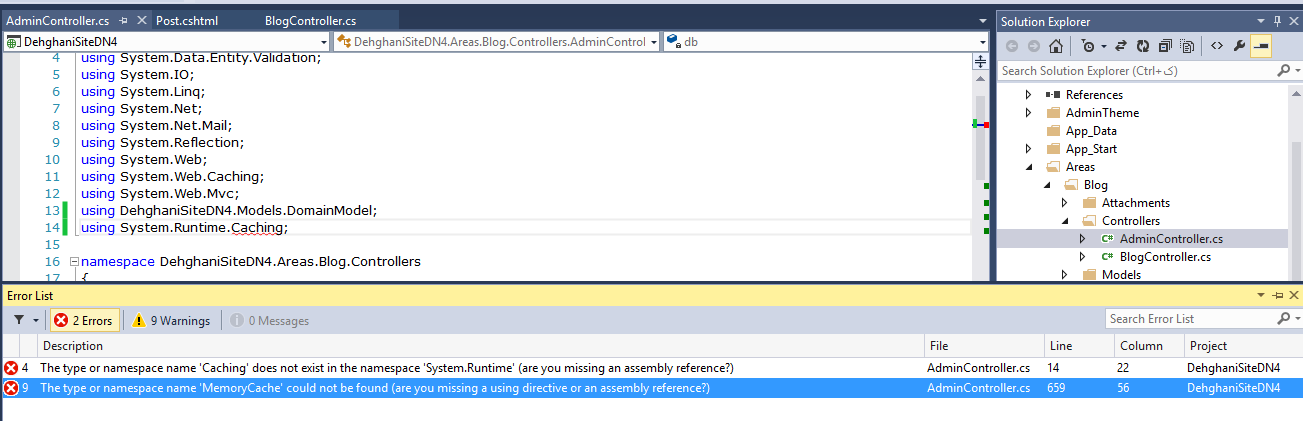 AdminController.cs
Post.cshtml
BlogController.cs
DehghaniSiteDN4
DehghaniSiteDN4.Areas.Blog.Controllers.AdminControl
db
4 using System.Data.Entity.Validation;
5 using System.IO;
6 using System.Linq;
7 using System.Net;
8 using System.Net.Mail;
9 using System.Reflection;
10 using System.Web;
11 using System.Web.Caching;
12 using System.Web.Mvc;
13 using DehghaniSiteDN4.Models.DomainModel;
14 using System.Runtime.Caching;
15
16 namespace DehghaniSiteDN4.Areas.Blog.Controllers
17 {
Solution Explorer
Search Solution Explorer (Ctrl+ک)
References
AdminTheme
App_Data
App_Start
Areas
Blog
Attachments
Controllers
C# AdminController.cs
C# BlogController.cs
Models
Error List
2 Errors
9 Warnings
0 Messages
Search Error List
Description File Line Column Project
4 The type or namespace name 'Caching' does not exist in the namespace 'System.Runtime' (are you missing an assembly reference?) AdminController.cs 14 22 DehghaniSiteDN4
9 The type or namespace name 'MemoryCache' could not be found (are you missing a using directive or an assembly reference?) AdminController.cs 659 56 DehghaniSiteDN4